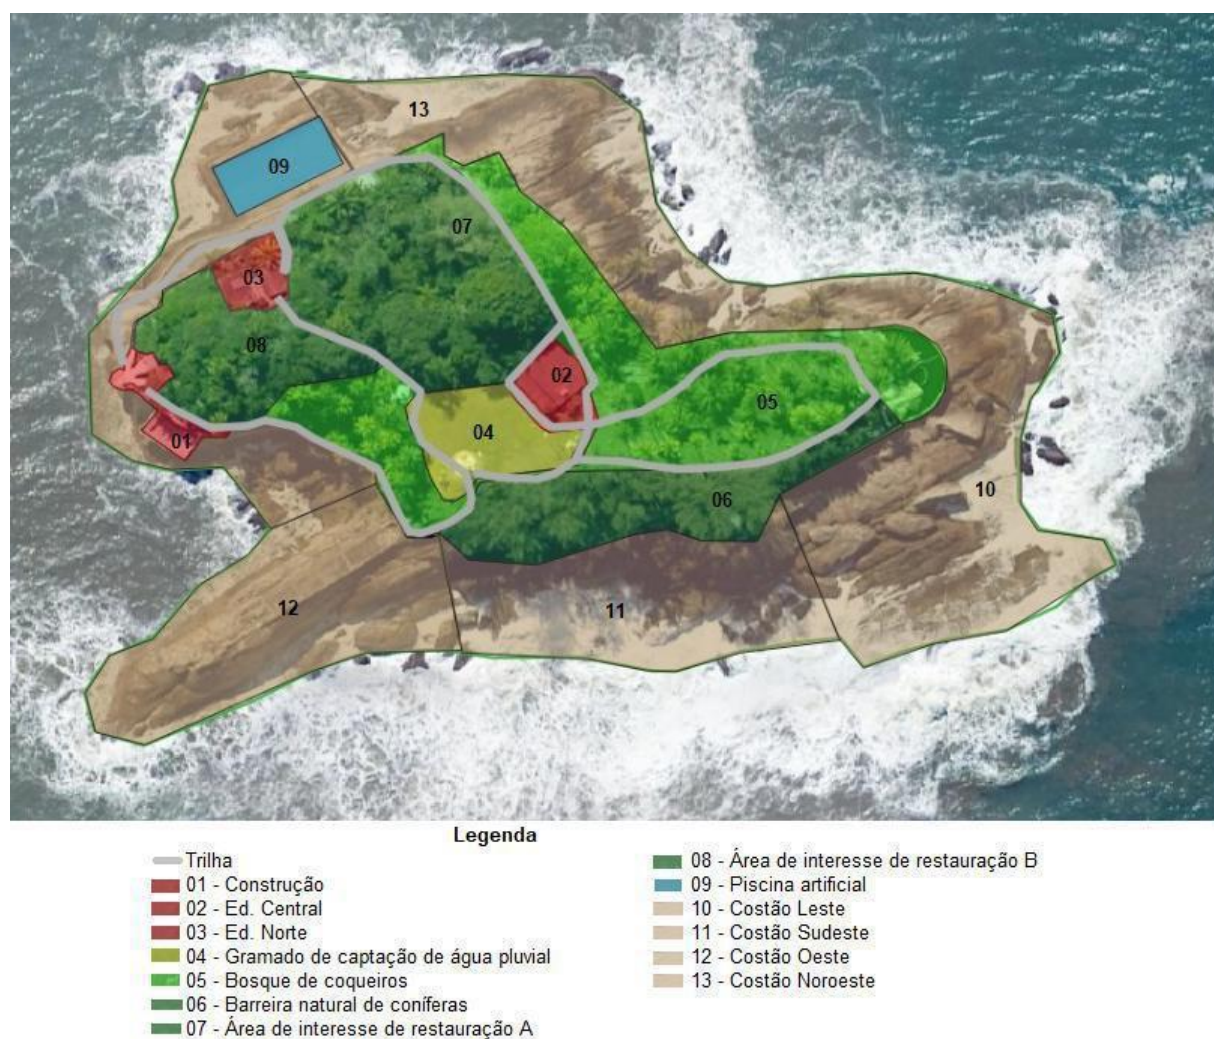 13
09
07
03
08
02
05
01
04
06
10
12
11
Legenda
Trilha
01 - Construção
02 - Ed. Central
03 - Ed. Norte
04 - Gramado de captação de água pluvial
05 - Bosque de coqueiros
06 - Barreira natural de coníferas
07 - Área de interesse de restauração A
08 - Área de interesse de restauração B
09 - Piscina artificial
10 - Costão Leste
11 - Costão Sudeste
12 - Costão Oeste
13 - Costão Noroeste